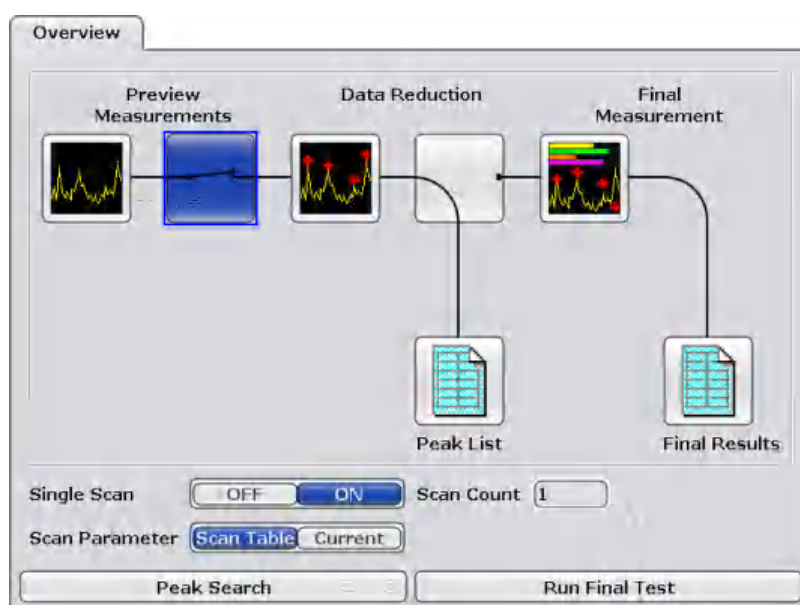 Overview
Preview
Measurements
Data Reduction
Final
Measurement
Peak List
Final Results
Single Scan
OFF
ON
Scan Count
1
Scan Parameter
Scan Table
Current
Peak Search
Run Final Test